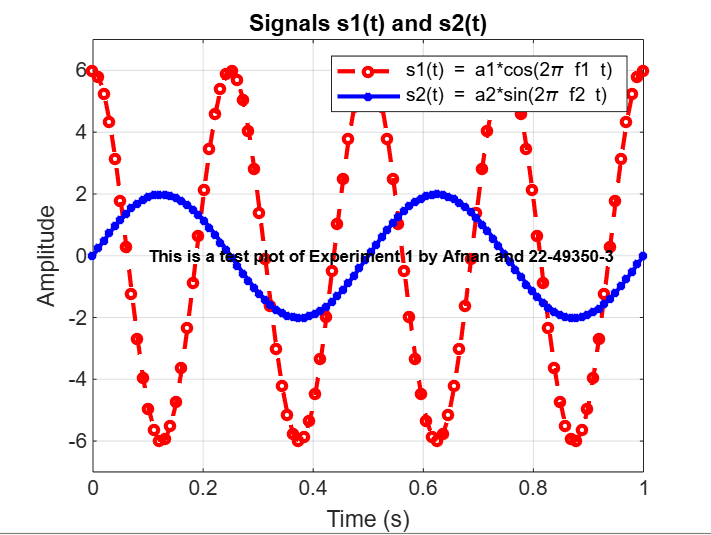 Signals s1(t) and s2(t)
s1(t) = a1*cos(2π f1 t)
s2(t) = a2*sin(2π f2 t)
6
4
2
0
-2
-4
-6
Amplitude
This is a test plot of Experiment 1 by Afnan and 22-49350-3
0 0.2 0.4 0.6 0.8 1
Time (s)